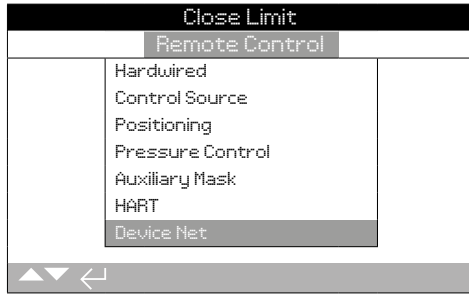 Close Limit
Remote Control
Hardwired
Control Source
Positioning
Pressure Control
Auxiliary Mask
HART
Device Net